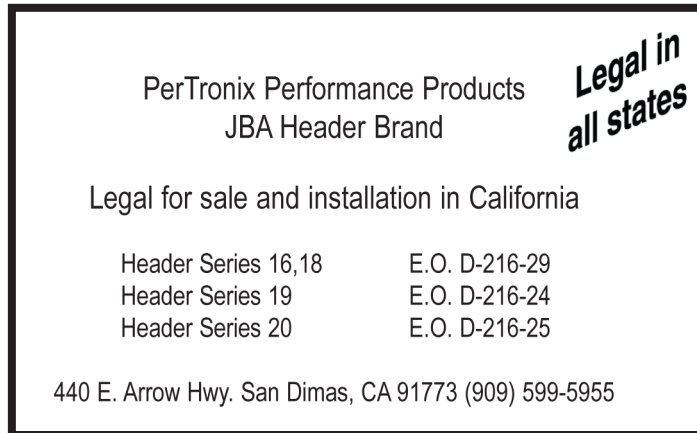 Legal in
all states
PerTronix Performance Products
JBA Header Brand
Legal for sale and installation in California
Header Series 16,18 E.O. D-216-29
Header Series 19 E.O. D-216-24
Header Series 20 E.O. D-216-25
440 E. Arrow Hwy. San Dimas, CA 91773 (909) 599-5955